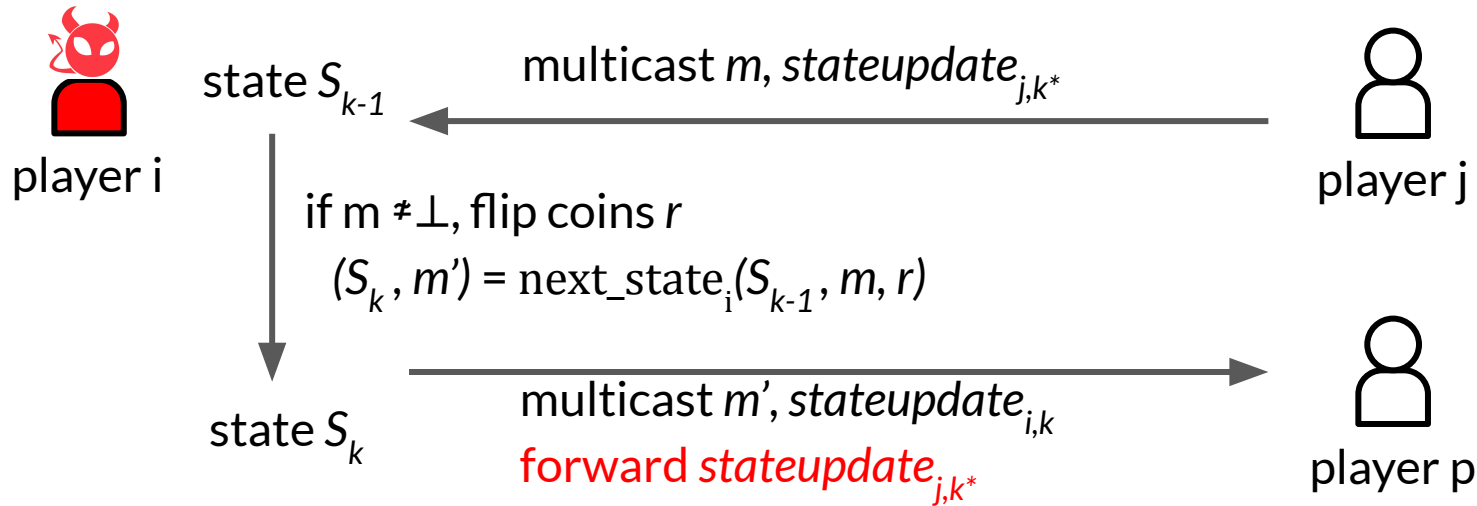 multicast m, stateupdate_{j,k*}
state S_{k-1}
player i
player j
if m ≠ ⊥, flip coins r
(S_k, m’) = next_state_i(S_{k-1}, m, r)
multicast m’, stateupdate_{i,k}
state S_k
forward stateupdate_{j,k*}
player p